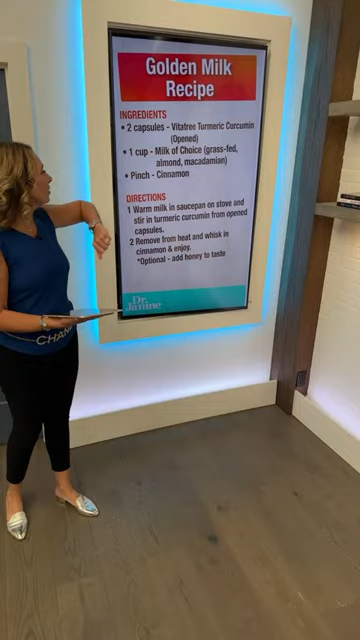 Golden Milk
Recipe
INGREDIENTS
• 2 capsules - Vitatree Turmeric Curcumin
(Opened)
• 1 cup - Milk of Choice (grass-fed,
almond, macadamian)
• Pinch - Cinnamon
DIRECTIONS
1 Warm milk in saucepan on stove and
stir in turmeric curcumin from opened
capsules.
2 Remove from heat and whisk in
cinnamon & enjoy.
*Optional - add honey to taste
Dr.
Janine
CHAN